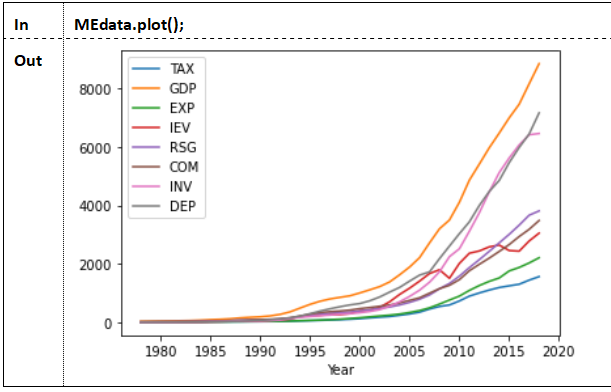 In MEdata.plot();
Out
TAX
GDP
EXP
IEV
RSG
COM
INV
DEP
8000
6000
4000
2000
0
1980 1985 1990 1995 2000 2005 2010 2015 2020
Year